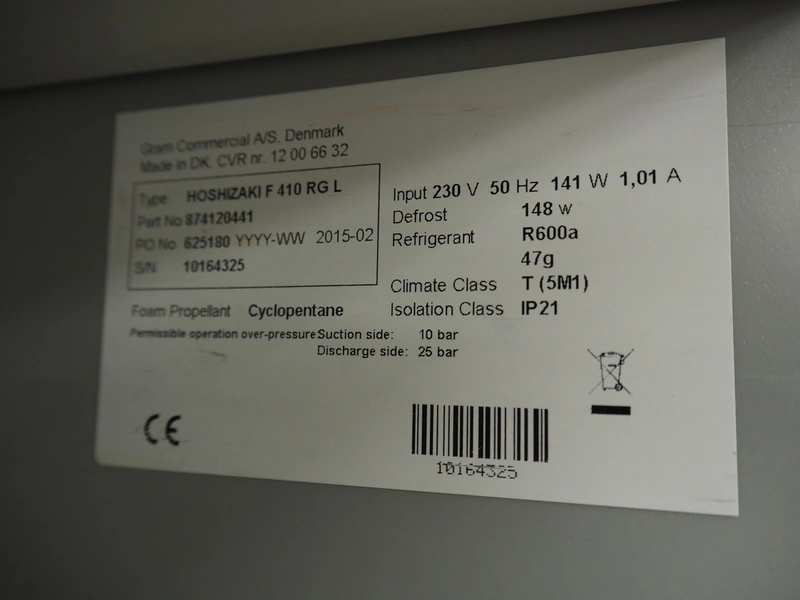 Gram Commercial A/S, Denmark
Made in DK. CVR nr. 12 00 66 32
Type HOSHIZAKI F 410 RG L
Part No 874120441
PO No 625180 YYYY-WW 2015-02
S/N 10164325
Input 230 V 50 Hz 141 W 1,01 A
Defrost 148 W
Refrigerant R600a
47g
Climate Class T (5M1)
Isolation Class IP21
Foam Propellant Cyclopentane
Permissible operation over-pressure Suction side: 10 bar
Discharge side: 25 bar
CE
10164325